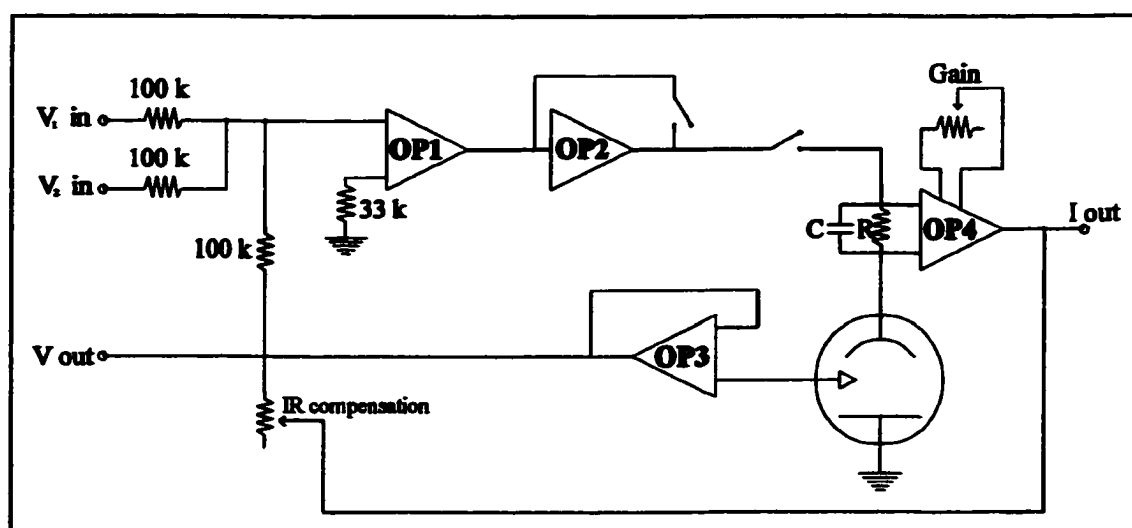 Gain
100 k
V₁ in
OP1
OP2
100 k
V₂ in
33 k
I out
C
R
OP4
100 k
V out
OP3
IR compensation